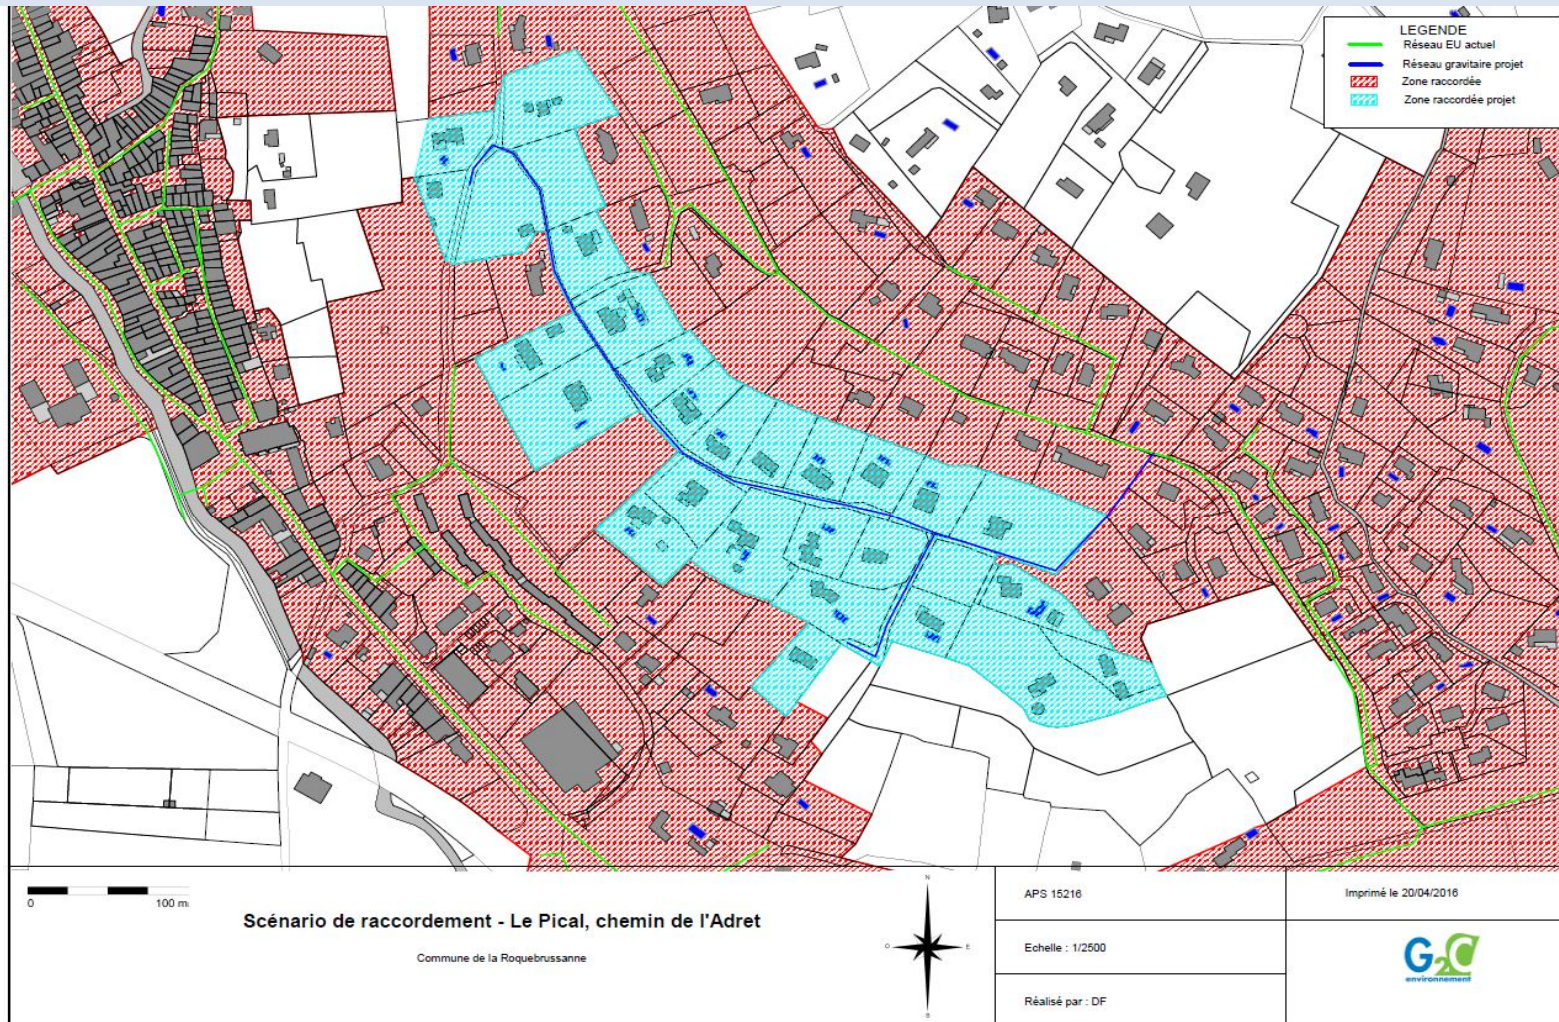 LEGENDE
Réseau EU actuel
Réseau gravitaire projet
Zone raccordée
Zone raccordée projet
0 100 m
Scénario de raccordement - Le Pical, chemin de l'Adret
Commune de la Roquebrussanne
N
O E
S
APS 15216
Imprimé le 20/04/2016
Echelle : 1/2500
Réalisé par : DF
G2C
environnement